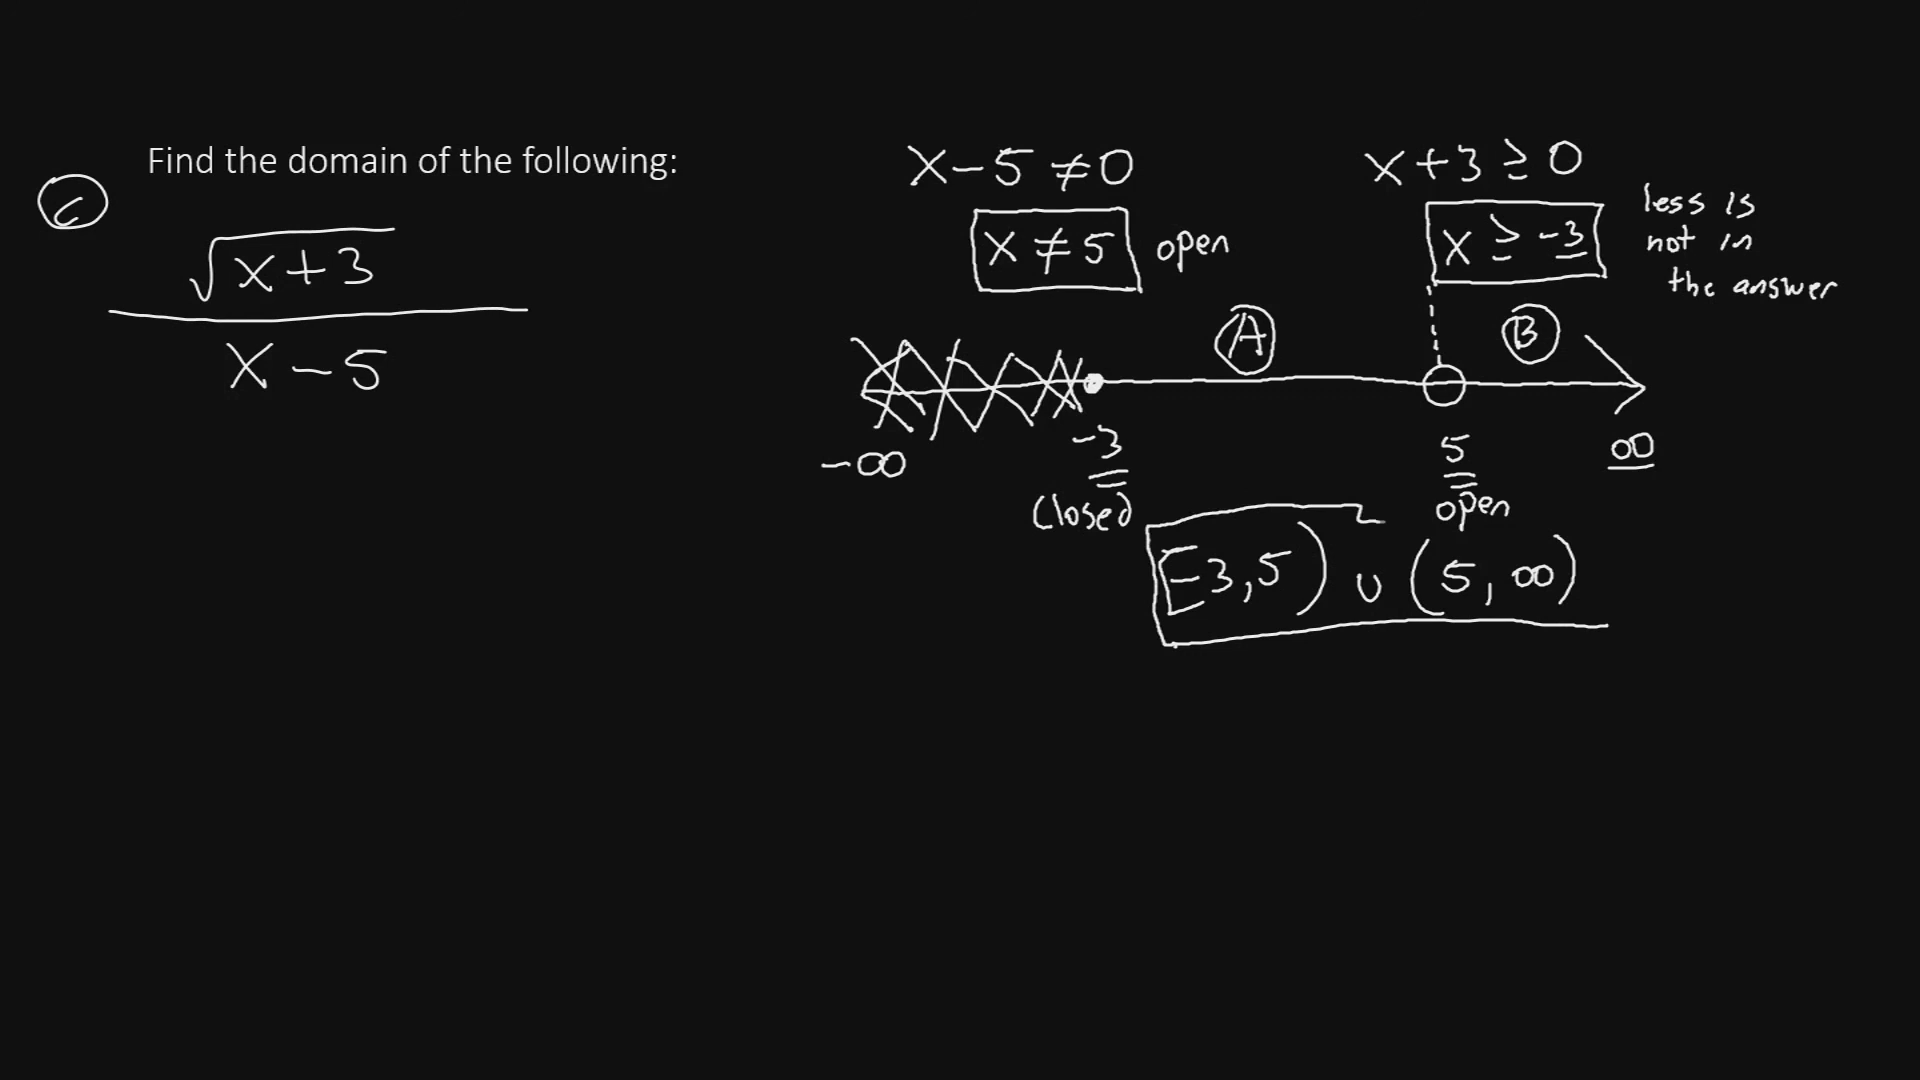 Find the domain of the following:
c
√x+3
x-5
x-5≠0
x≠5 open
x+3≥0
x≥-3
less is
not in
the answer
A B
-∞ -3 5 ∞
closed open
[-3,5) ∪ (5,∞)